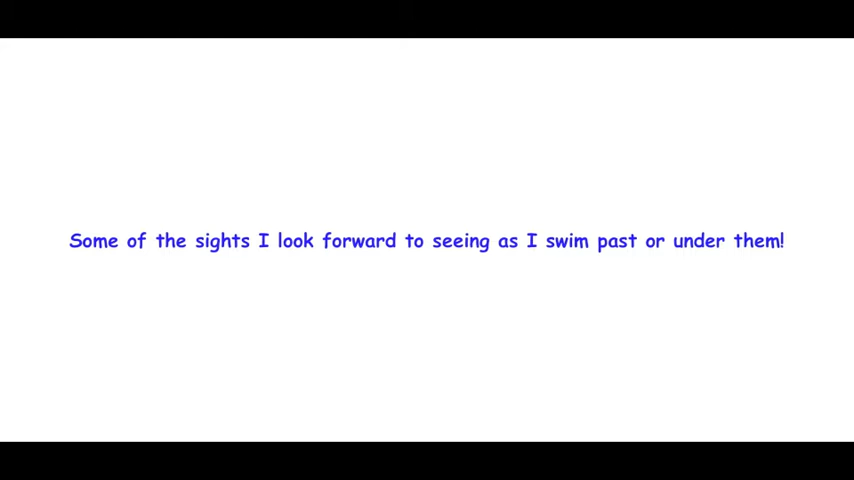 Some of the sights I look forward to seeing as I swim past or under them!